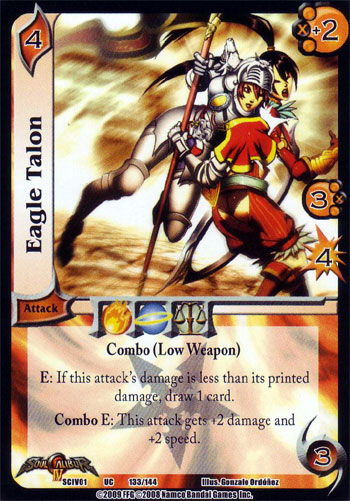 4
+2
Eagle Talon
3
4
Attack
Combo (Low Weapon)
E: If this attack's damage is less than its printed
damage, draw 1 card.
Combo E: This attack gets +2 damage and
+2 speed.
3
SOULCALIBUR
IV
SCIV01 UC 133/144 Illus. Gonzalo Ordóñez
©2009 FFG ©2008 Namco Bandai Games Inc.